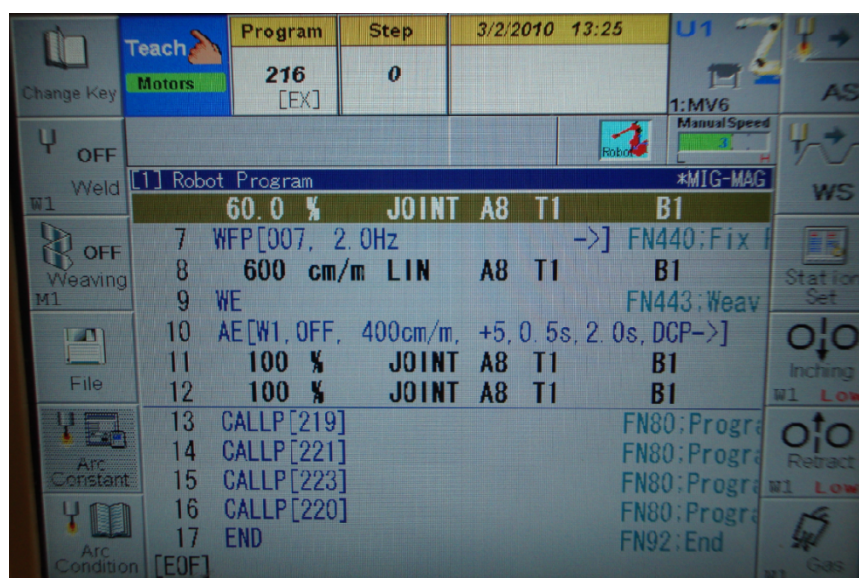 Change Key
Teach
Motors
Program
216
[EX]
Step
0
3/2/2010 13:25
U1
1:MV6
AS
OFF
Weld
W1
Robot
Manual Speed
3
H
WS
[1] Robot Program *MIG-MAG
60.0 % JOINT A8 T1 B1
7 WFP[007, 2.0Hz ->] FN440;Fix
8 600 cm/m LIN A8 T1 B1
9 WE FN443;Weav
10 AE[W1,OFF, 400cm/m, +5,0.5s,2.0s,DCP->]
11 100 % JOINT A8 T1 B1
12 100 % JOINT A8 T1 B1
13 CALLP[219] FN80;Progra
14 CALLP[221] FN80;Progra
15 CALLP[223] FN80;Progra
16 CALLP[220] FN80;Progra
17 END FN92;End
[EOF]
OFF
Weaving
M1
File
Arc
Constant
Arc
Condition
Station
Set
Inching
W1 Low
Retract
W1 Low
Gas